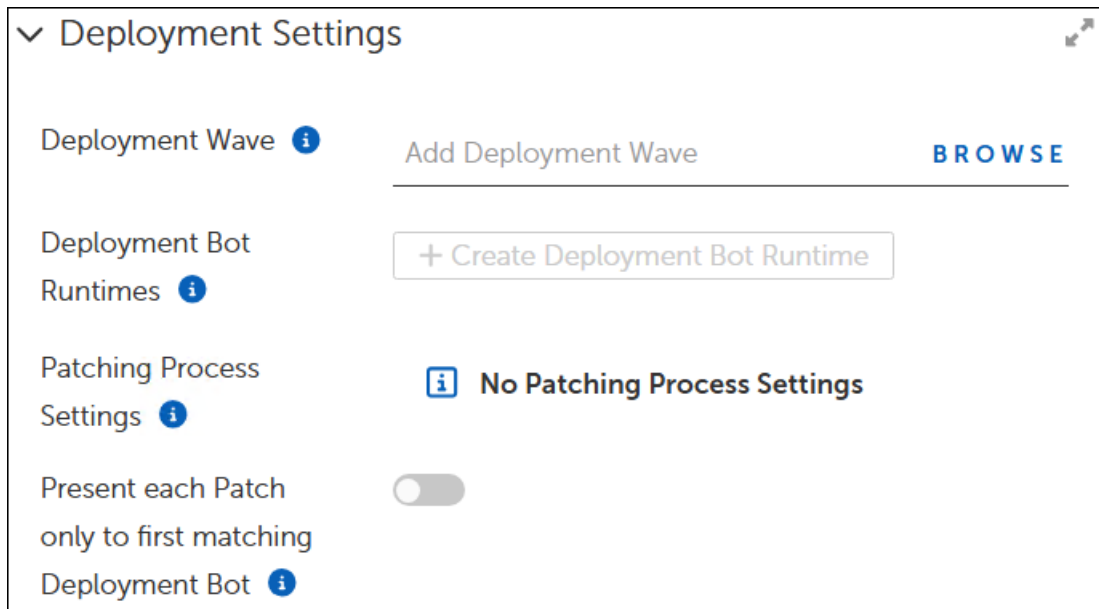 Deployment Settings
Deployment Wave
Add Deployment Wave BROWSE
Deployment Bot
Runtimes
+ Create Deployment Bot Runtime
Patching Process
Settings
No Patching Process Settings
Present each Patch
only to first matching
Deployment Bot